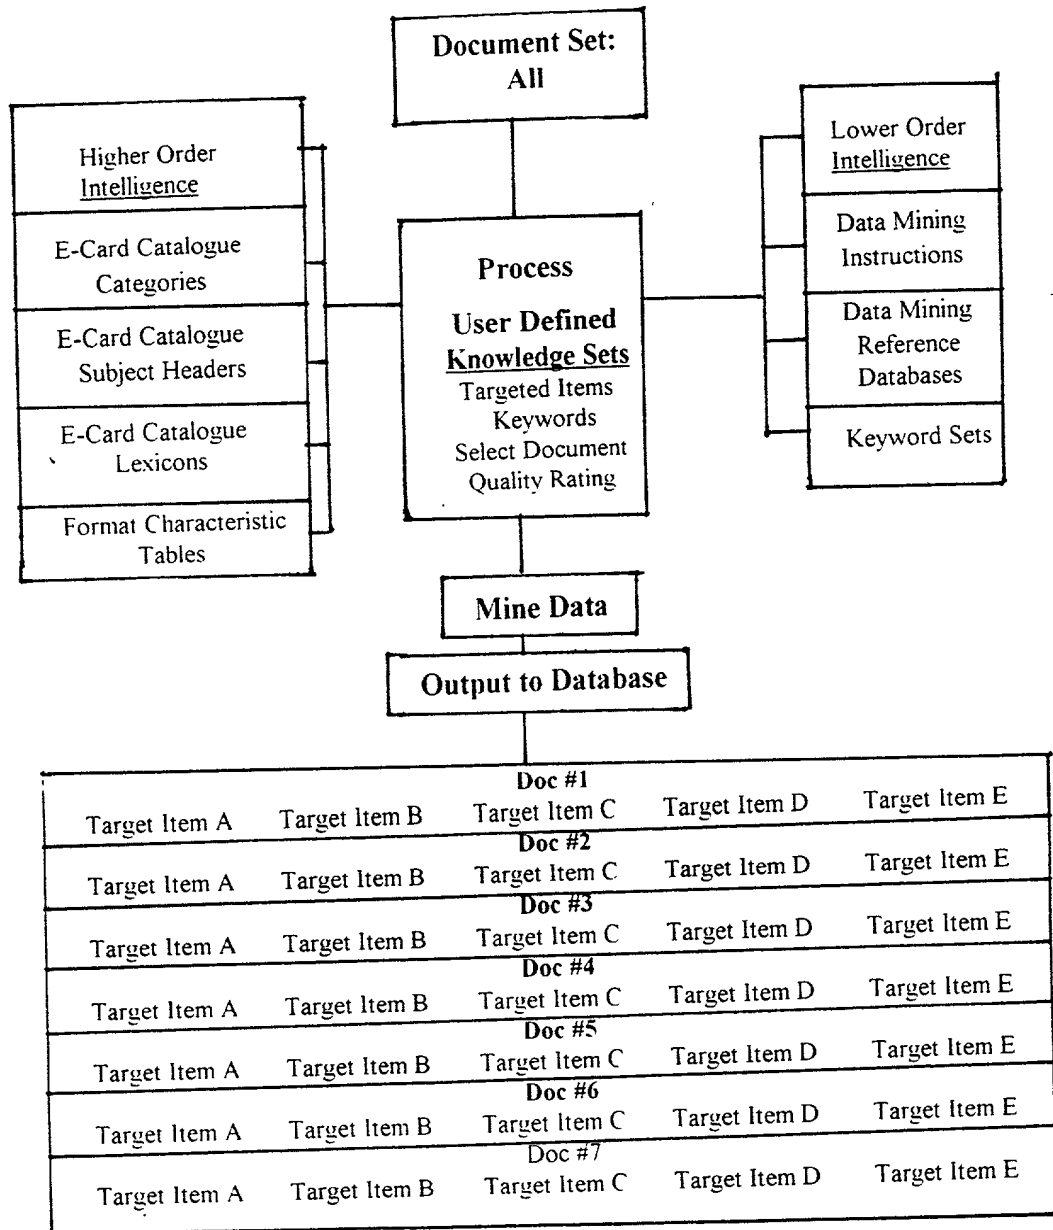 Document Set:
All
Higher Order
Intelligence
E-Card Catalogue
Categories
E-Card Catalogue
Subject Headers
E-Card Catalogue
Lexicons
Format Characteristic
Tables
Process
User Defined
Knowledge Sets
Targeted Items
Keywords
Select Document
Quality Rating
Lower Order
Intelligence
Data Mining
Instructions
Data Mining
Reference
Databases
Keyword Sets
Mine Data
Output to Database
Doc #1
Target Item A Target Item B Target Item C Target Item D Target Item E
Doc #2
Target Item A Target Item B Target Item C Target Item D Target Item E
Doc #3
Target Item A Target Item B Target Item C Target Item D Target Item E
Doc #4
Target Item A Target Item B Target Item C Target Item D Target Item E
Doc #5
Target Item A Target Item B Target Item C Target Item D Target Item E
Doc #6
Target Item A Target Item B Target Item C Target Item D Target Item E
Doc #7
Target Item A Target Item B Target Item C Target Item D Target Item E